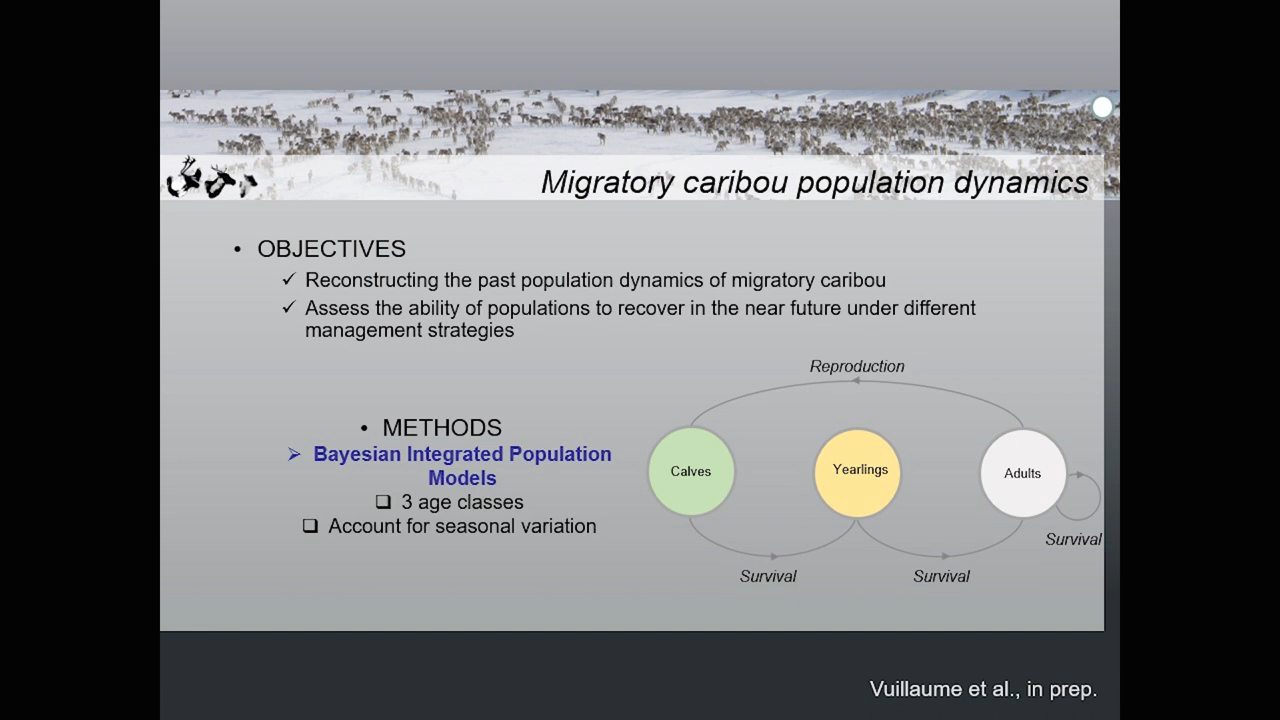 Migratory caribou population dynamics
• OBJECTIVES
✓ Reconstructing the past population dynamics of migratory caribou
✓ Assess the ability of populations to recover in the near future under different
management strategies
• METHODS
➢ Bayesian Integrated Population
Models
❑ 3 age classes
❑ Account for seasonal variation
Reproduction
Calves
Yearlings
Adults
Survival
Survival
Survival
Vuillaume et al., in prep.